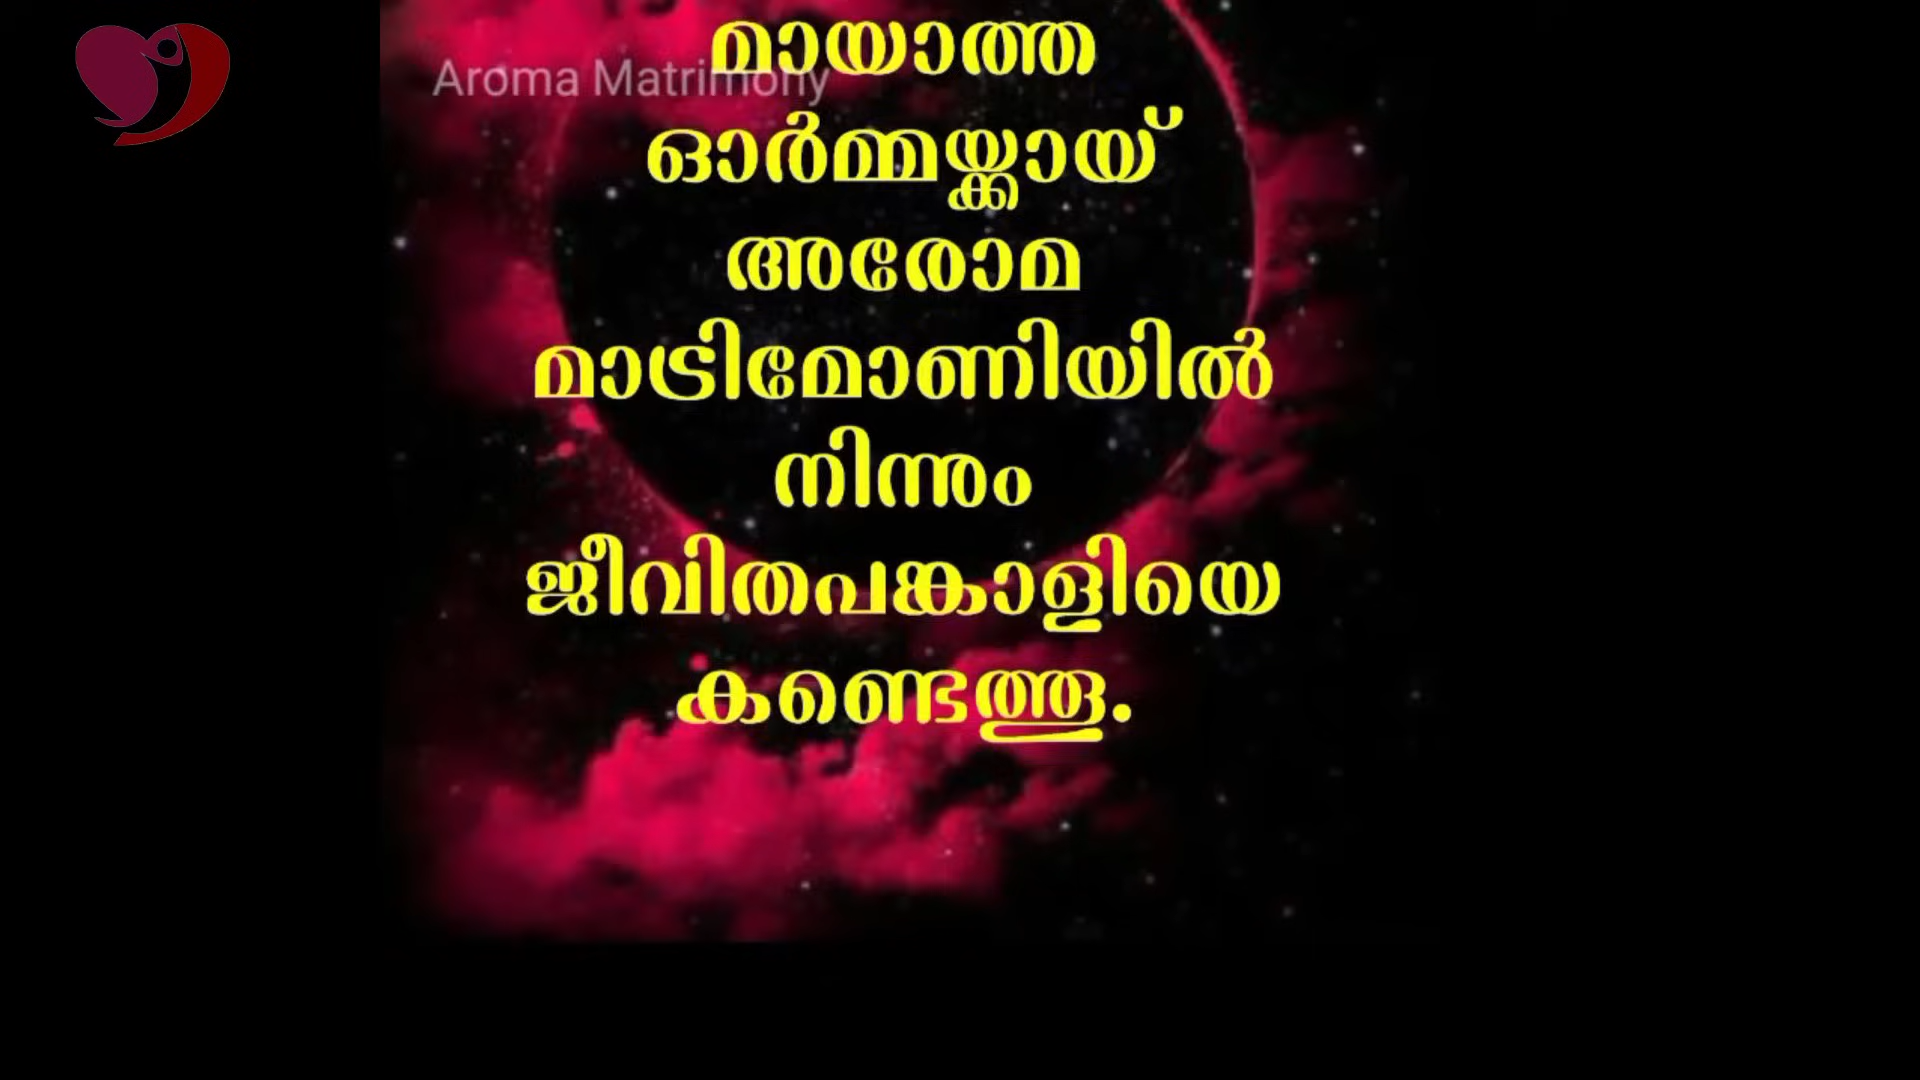 മായാത്ത
Aroma Matrimony
ഓർമ്മയ്ക്കായ്
അരോമ
മാട്രിമോണിയിൽ
നിന്നും
ജീവിതപങ്കാളിയെ
കണ്ടെത്തൂ.